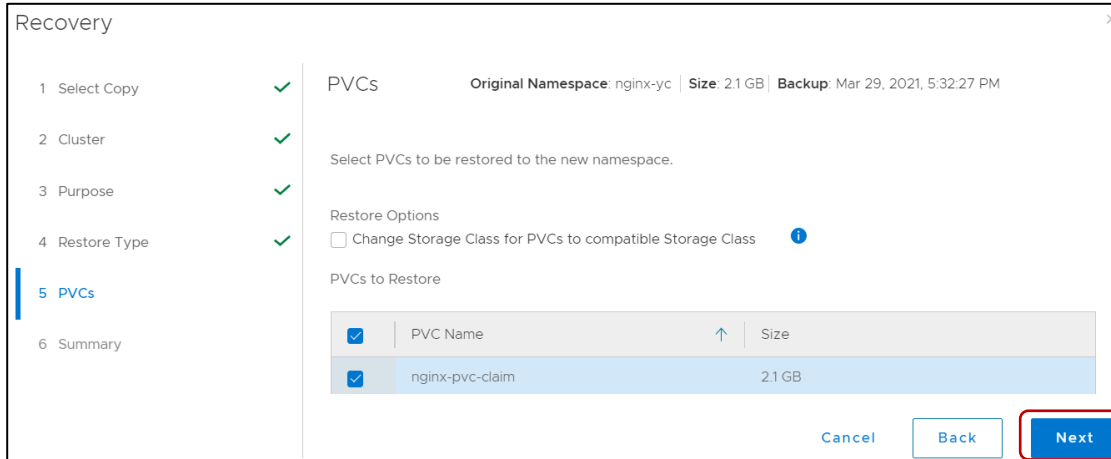 Recovery
1 Select Copy
2 Cluster
3 Purpose
4 Restore Type
5 PVCs
6 Summary
PVCs Original Namespace: nginx-yc Size: 2.1 GB Backup: Mar 29, 2021, 5:32:27 PM
Select PVCs to be restored to the new namespace.
Restore Options
Change Storage Class for PVCs to compatible Storage Class
PVCs to Restore
PVC Name Size
nginx-pvc-claim 2.1 GB
Cancel Back Next